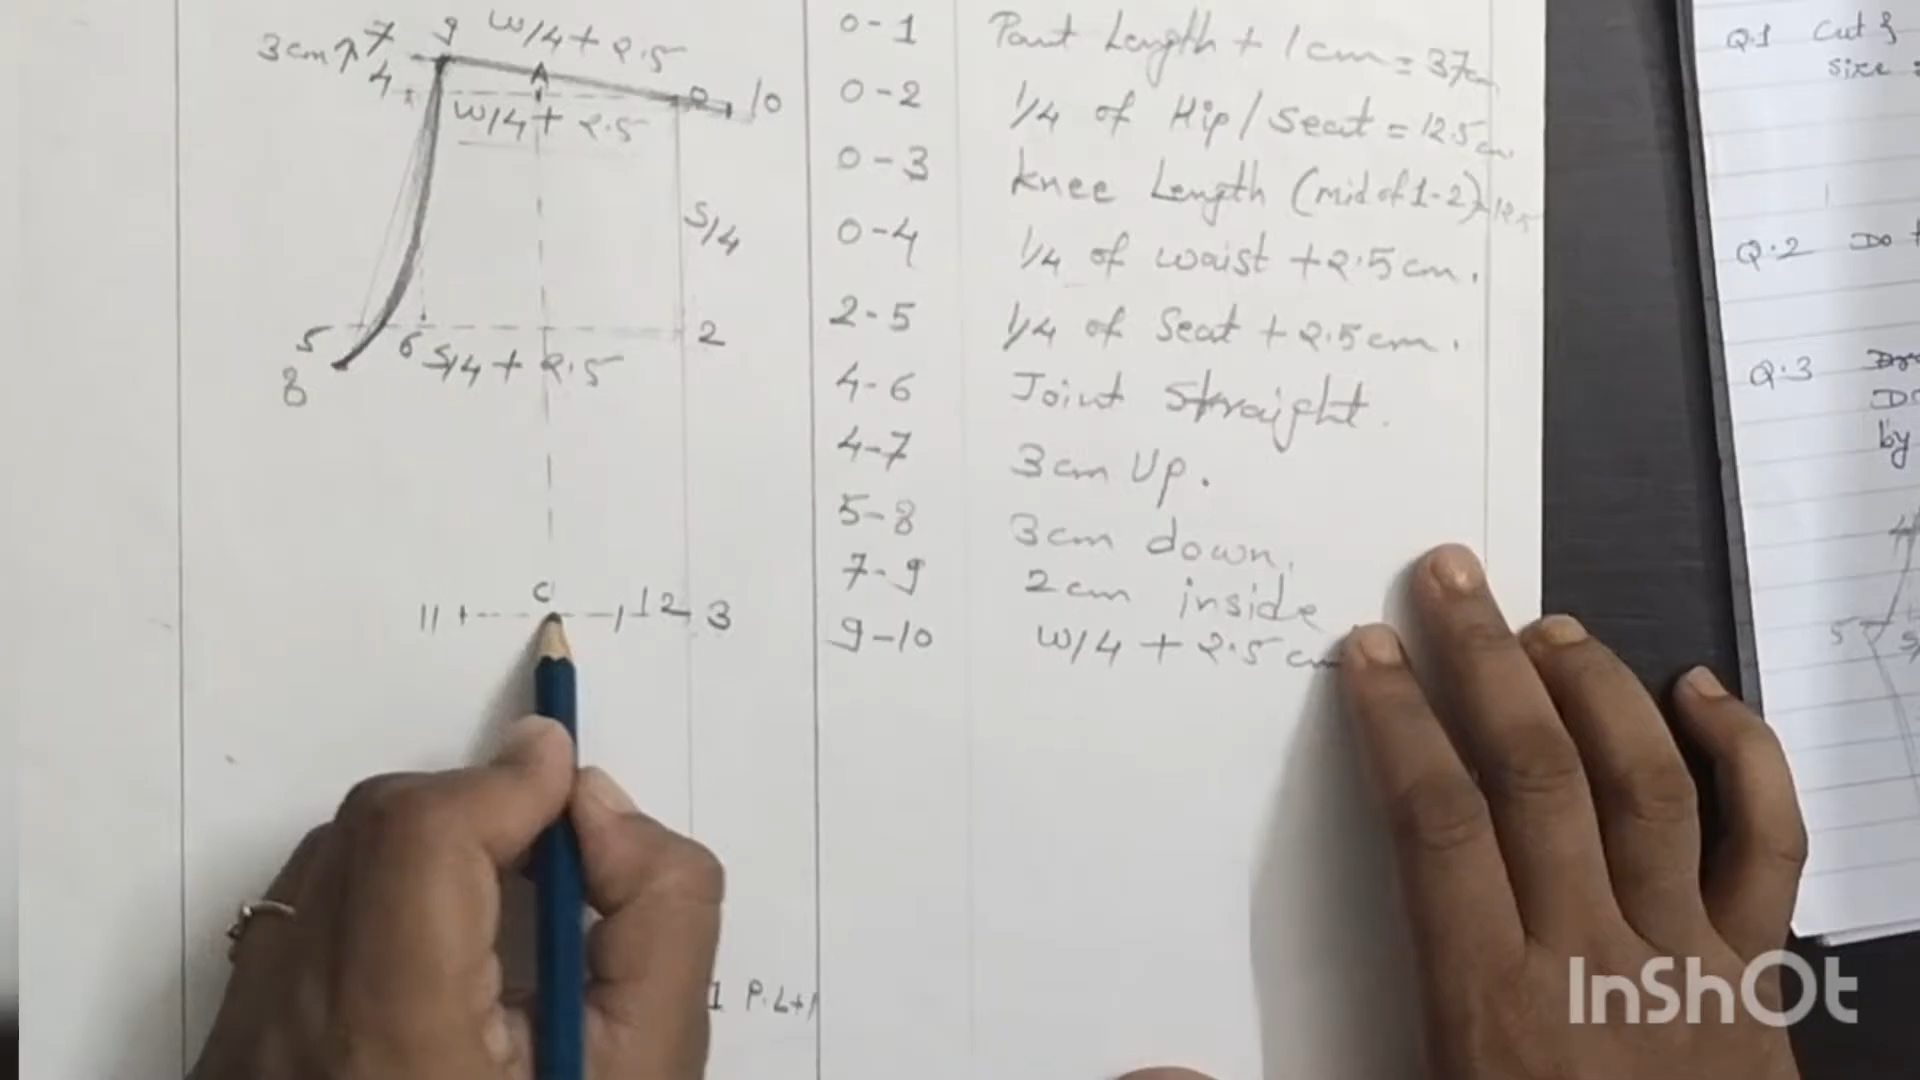 9 W/4 + 2.5
3cm ↗ 7
4
0 10
W/4 + 2.5
A
S/4
5 6 2
S/4 + 2.5
8
C
11 12 3
1 P.L+1
0-1 Pant Length + 1cm = 37cm
0-2 1/4 of Hip/Seat = 12.5cm
0-3 Knee Length (mid of 1-2)
0-4 1/4 of waist + 2.5cm.
2-5 1/4 of Seat + 2.5cm.
4-6 Joint Straight.
4-7 3cm Up.
5-8 3cm down.
7-9 2cm inside
9-10 W/4 + 2.5 cm
Q.1 Cut &
size =
Q.2 Do
Q.3
by
4
5
InShOt